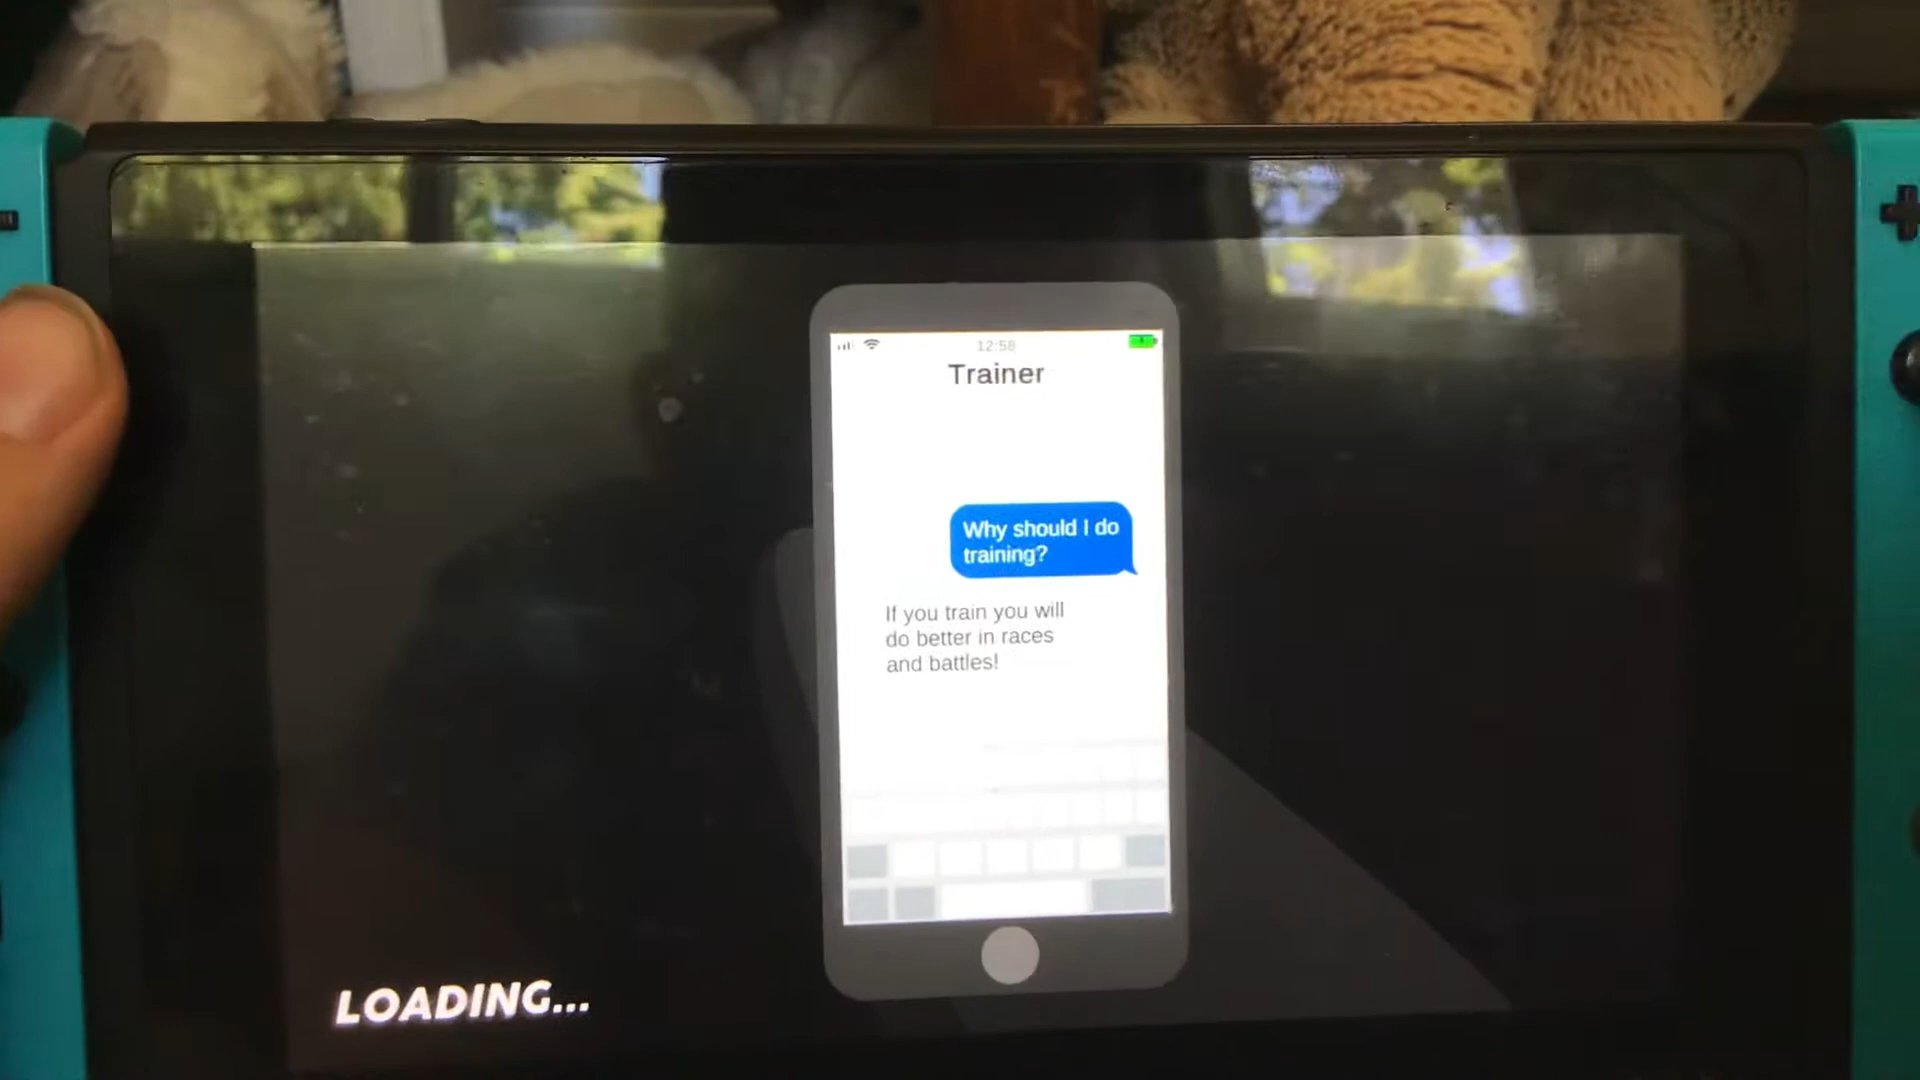 12:58
Trainer
Why should I do
training?
If you train you will
do better in races
and battles!
LOADING...